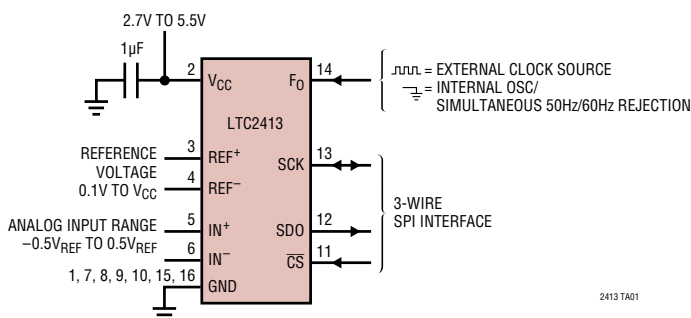 2.7V TO 5.5V
1µF
2
VCC
FO
14
= EXTERNAL CLOCK SOURCE
= INTERNAL OSC/
SIMULTANEOUS 50Hz/60Hz REJECTION
LTC2413
REFERENCE
VOLTAGE
0.1V TO VCC
3
REF+
4
REF−
SCK
13
3-WIRE
SPI INTERFACE
ANALOG INPUT RANGE
−0.5VREF TO 0.5VREF
5
IN+
6
IN−
SDO
12
CS
11
1, 7, 8, 9, 10, 15, 16
GND
2413 TA01